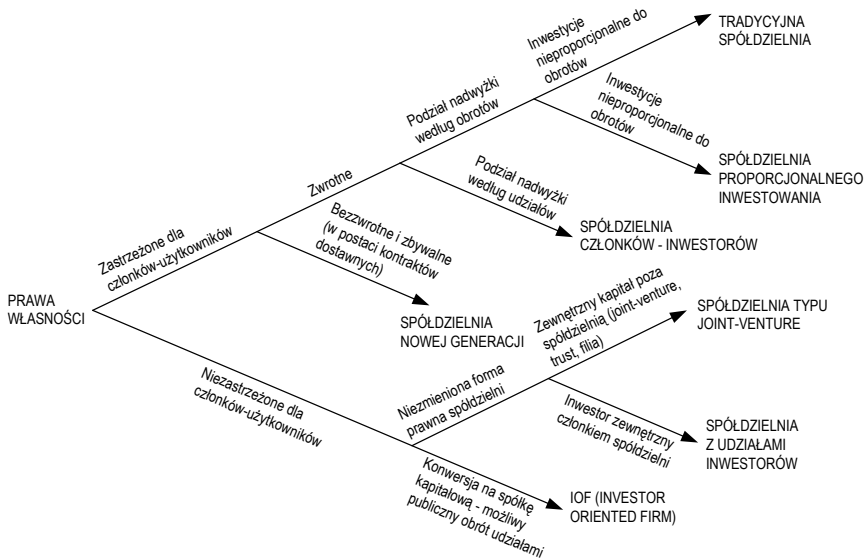 Inwestycje
nieproporcjonalne do
obrotów
TRADYCYJNA
SPÓŁDZIELNIA
Podział nadwyżki
według obrotów
Inwestycje
nieproporcjonalne do
obrotów
SPÓŁDZIELNIA
PROPORCJONALNEGO
INWESTOWANIA
Zwrotne
Podział nadwyżki
według udziałów
SPÓŁDZIELNIA
CZŁONKÓW - INWESTORÓW
Zastrzeżone dla
członków-użytkowników
Bezzwrotne i zbywalne
(w postaci kontraktów
dostawnych)
SPÓŁDZIELNIA
NOWEJ GENERACJI
PRAWA
WŁASNOŚCI
Niezastrzeżone dla
członków-użytkowników
Niezmieniona forma
prawna spółdzielni
Zewnętrzny kapitał poza
spółdzielnią (joint-venture,
trust, filia)
SPÓŁDZIELNIA TYPU
JOINT-VENTURE
Inwestor zewnętrzny
członkiem spółdzielni
SPÓŁDZIELNIA
Z UDZIAŁAMI
INWESTORÓW
Konwersja na spółkę
kapitałową - możliwy
publiczny obrót udziałami
IOF (INVESTOR
ORIENTED FIRM)